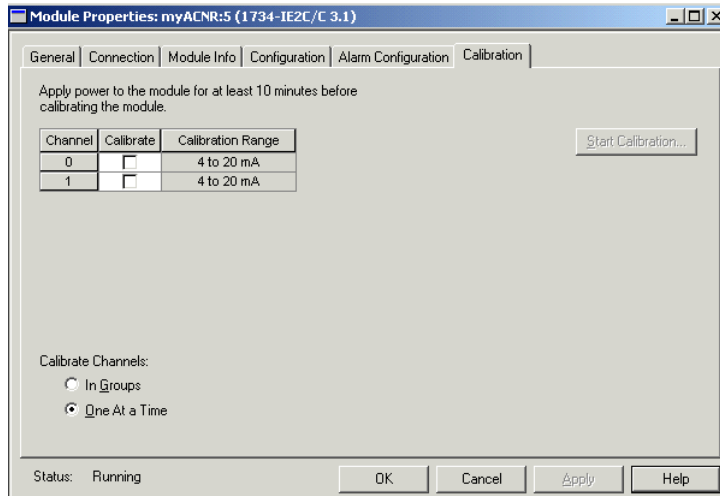 Module Properties: myACNR:5 (1734-IE2C/C 3.1)
General Connection Module Info Configuration Alarm Configuration Calibration
Apply power to the module for at least 10 minutes before
calibrating the module.
Channel Calibrate Calibration Range
Start Calibration...
0 4 to 20 mA
1 4 to 20 mA
Calibrate Channels:
In Groups
One At a Time
Status: Running OK Cancel Apply Help